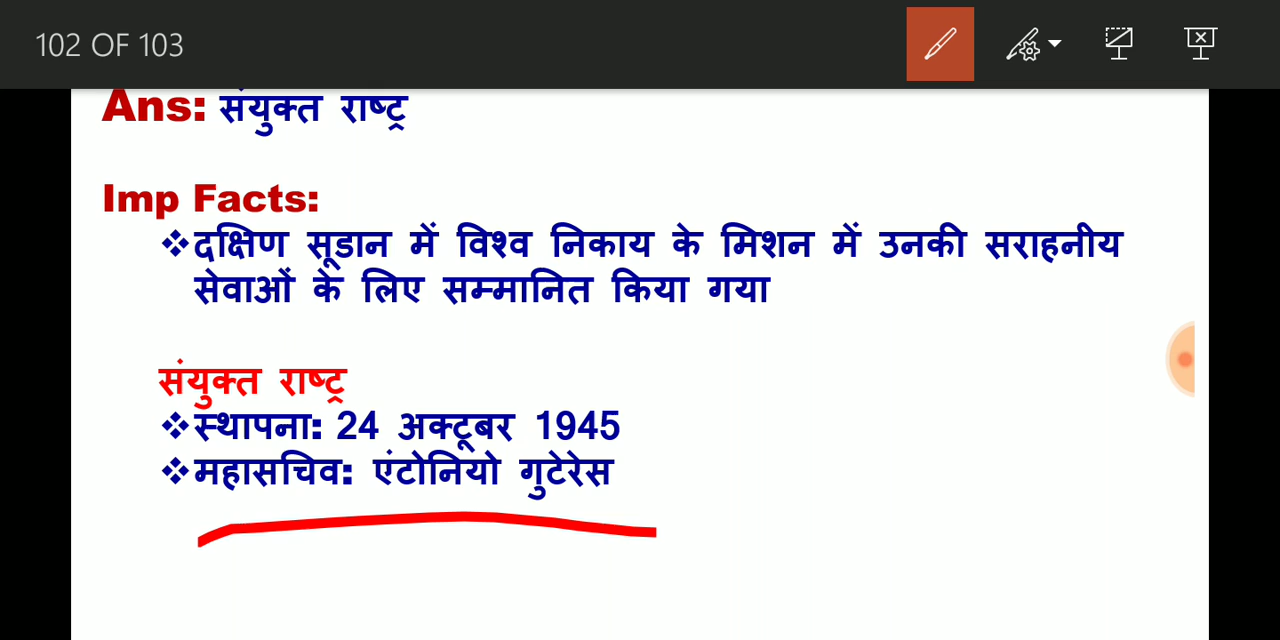 102 OF 103
Ans: संयुक्त राष्ट्र
Imp Facts:
❖दक्षिण सूडान में विश्व निकाय के मिशन में उनकी सराहनीय
सेवाओं के लिए सम्मानित किया गया
संयुक्त राष्ट्र
❖स्थापना: 24 अक्टूबर 1945
❖महासचिव: एंटोनियो गुटेरेस